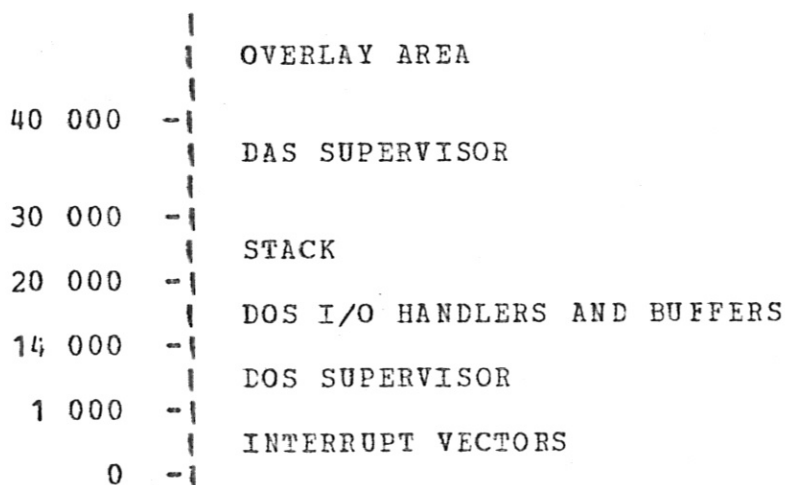 OVERLAY AREA
40 000
DAS SUPERVISOR
30 000
STACK
20 000
DOS I/O HANDLERS AND BUFFERS
14 000
DOS SUPERVISOR
1 000
INTERRUPT VECTORS
0